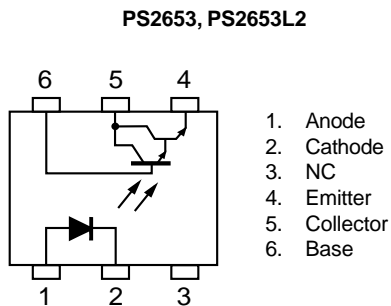 PS2653, PS2653L2
6 5 4
1. Anode
2. Cathode
3. NC
4. Emitter
5. Collector
6. Base
1 2 3